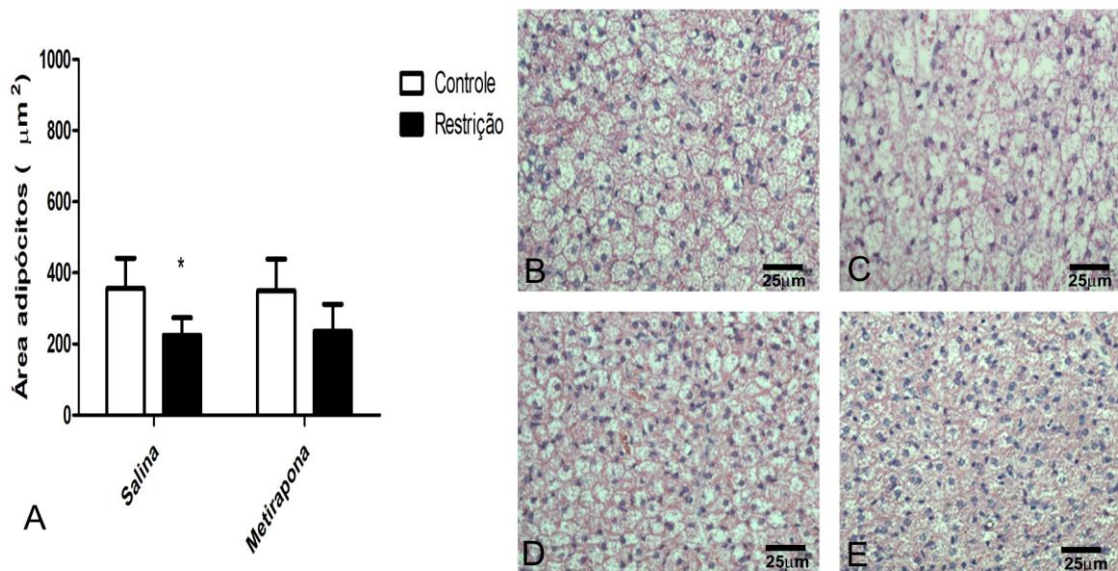 Área adipócitos ( µm²)
1000
800
600
400
200
0
*
Controle
Restrição
Salina
Metirapona
A
B
25µm
C
25µm
D
25µm
E
25µm